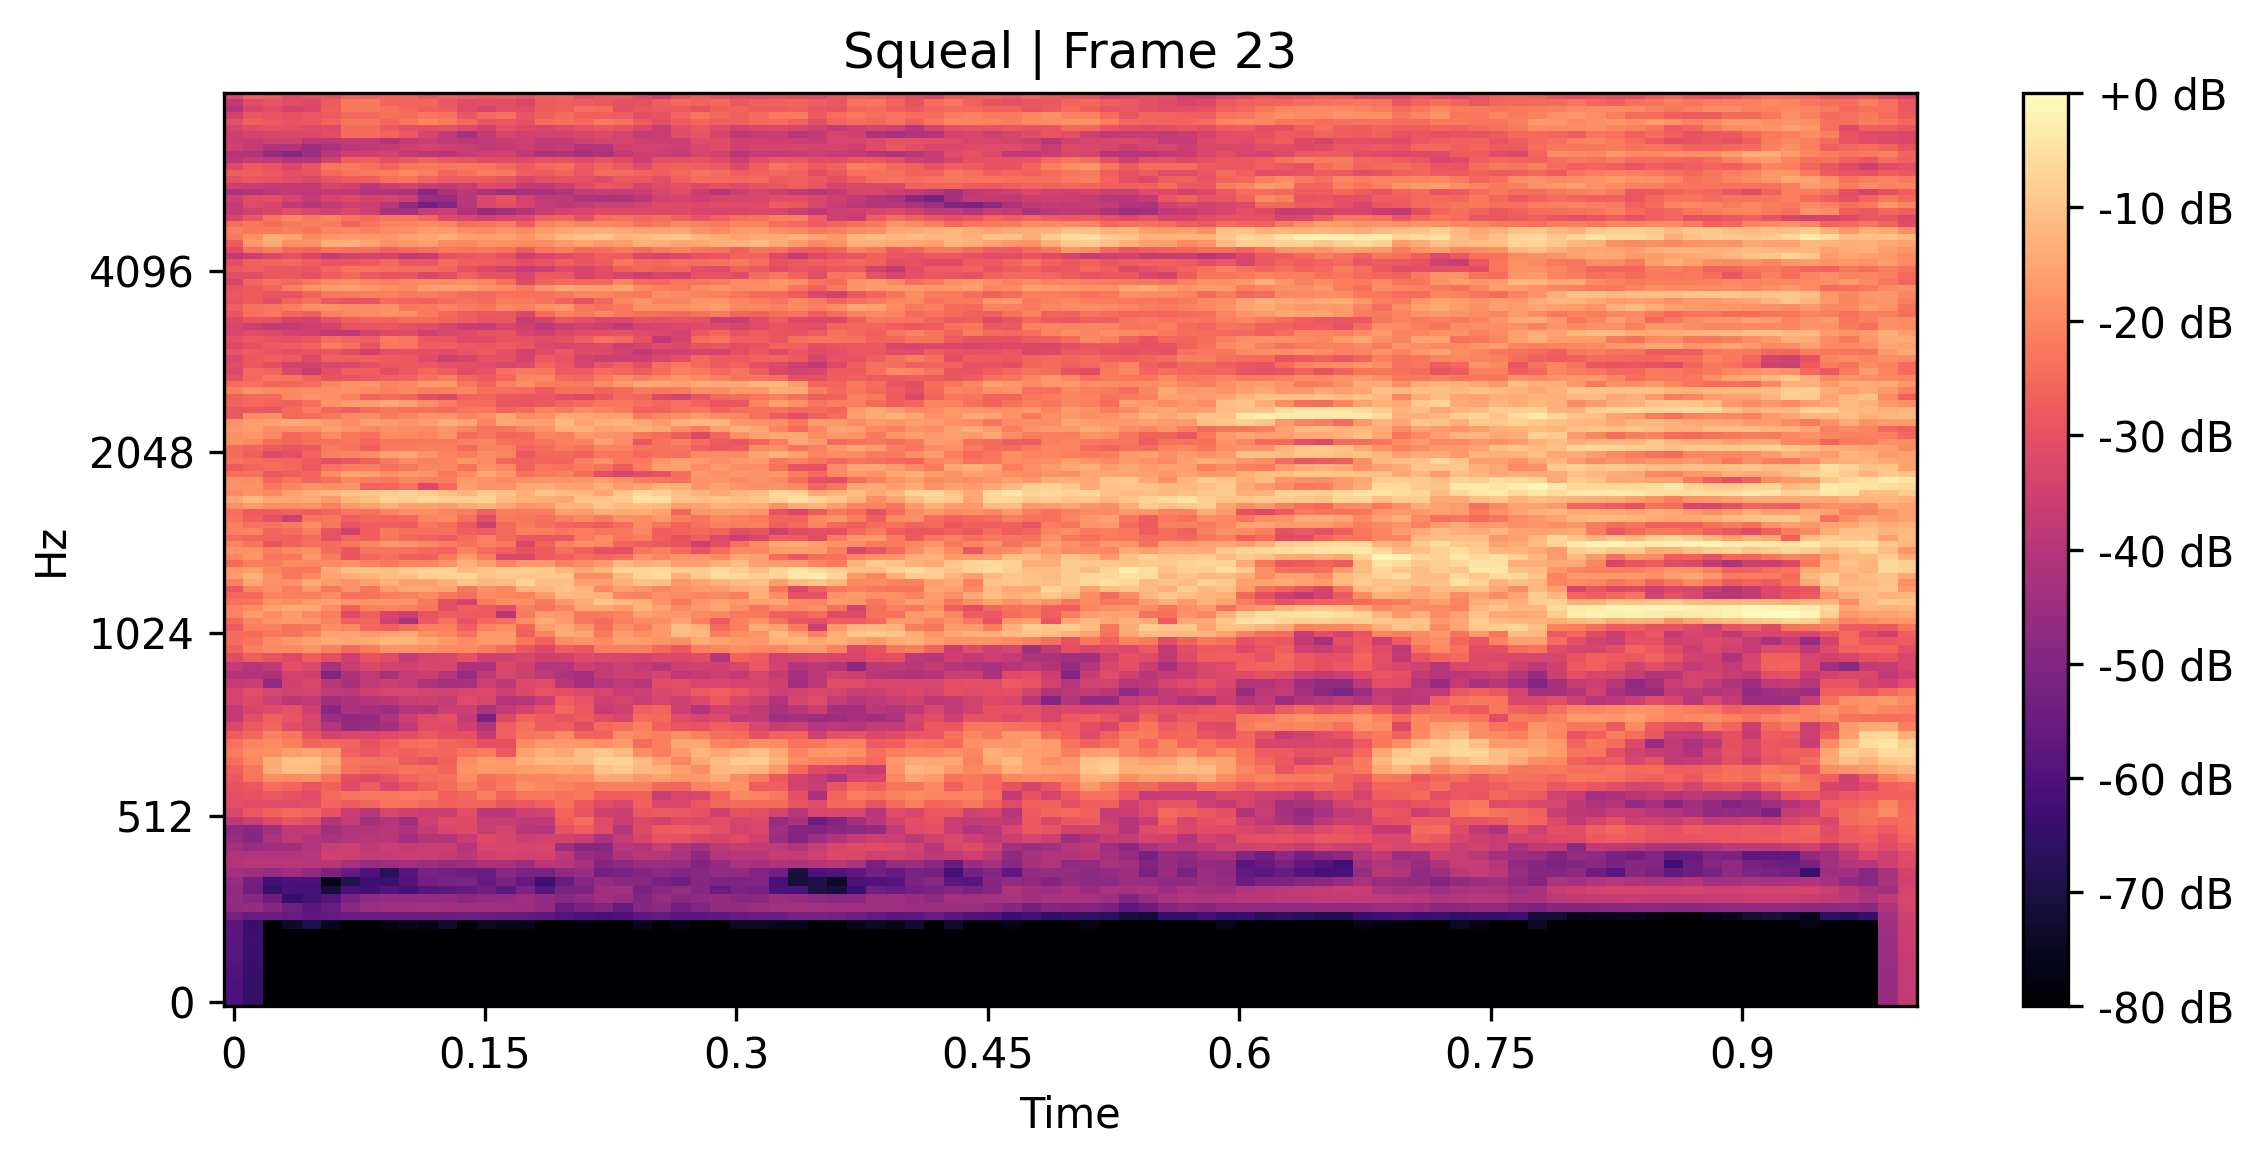 Squeal | Frame 23
+0 dB
-10 dB
-20 dB
-30 dB
-40 dB
-50 dB
-60 dB
-70 dB
-80 dB
Hz
4096
2048
1024
512
0
0 0.15 0.3 0.45 0.6 0.75 0.9
Time